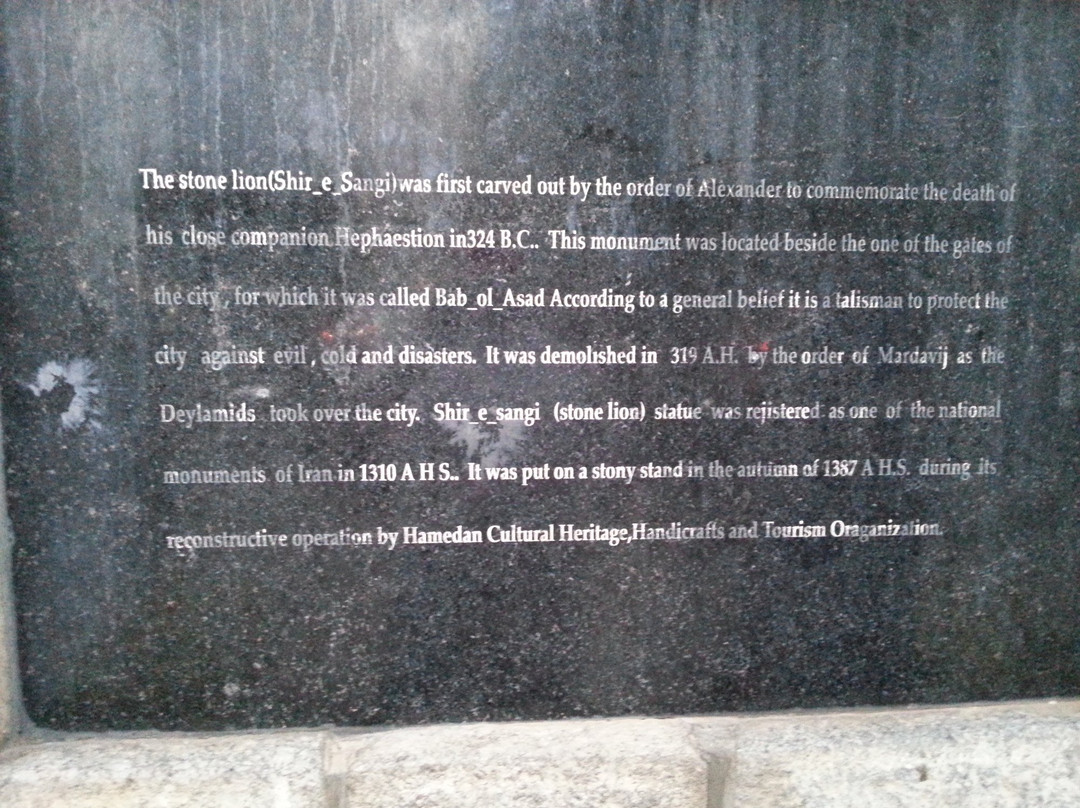 The stone lion(Shir_e_Sangi)was first carved out by the order of Alexander to commemorate the death of
his close companion Hephaestion in324 B.C.. This monument was located beside the one of the gates of
the city , for which it was called Bab_ol_Asad According to a general belief it is a talisman to protect the
city against evil , cold and disasters. It was demolished in 319 A.H. by the order of Mardavij as the
Deylamids took over the city. Shir_e_sangi (stone lion) statue was rejistered as one of the national
monuments of Iran in 1310 A H S.. It was put on a stony stand in the autumn of 1387 A H.S. during its
reconstructive operation by Hamedan Cultural Heritage,Handicrafts and Tourism Oraganization.